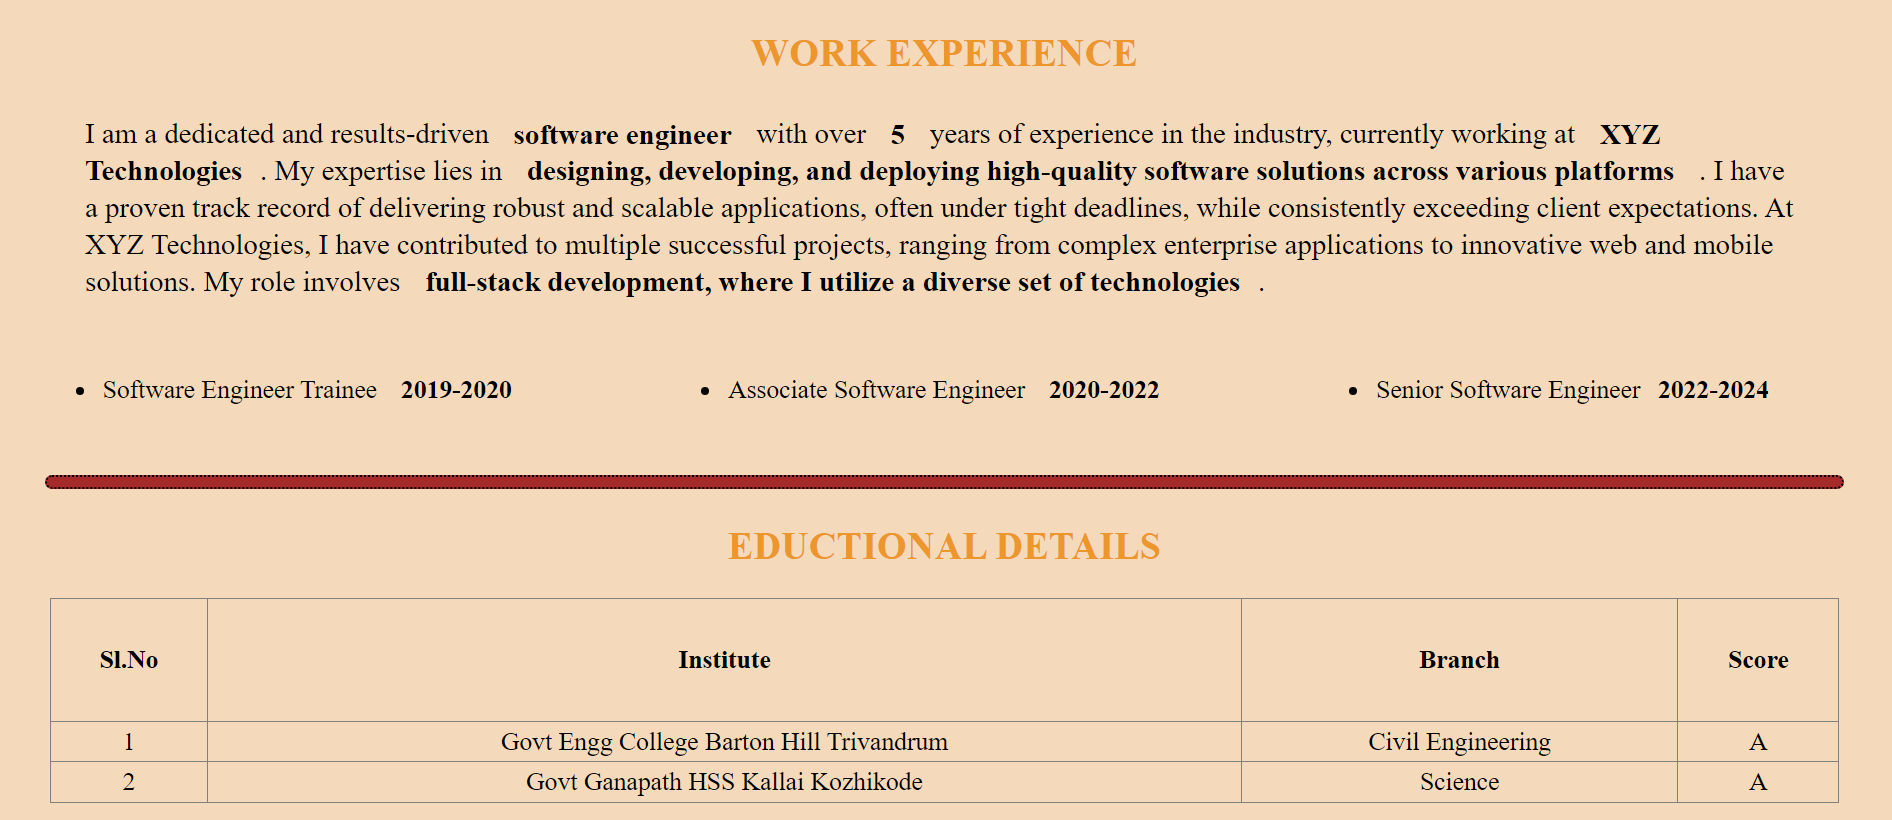 WORK EXPERIENCE
I am a dedicated and results-driven software engineer with over 5 years of experience in the industry, currently working at XYZ
Technologies . My expertise lies in designing, developing, and deploying high-quality software solutions across various platforms . I have
a proven track record of delivering robust and scalable applications, often under tight deadlines, while consistently exceeding client expectations. At
XYZ Technologies, I have contributed to multiple successful projects, ranging from complex enterprise applications to innovative web and mobile
solutions. My role involves full-stack development, where I utilize a diverse set of technologies .
• Software Engineer Trainee 2019-2020 • Associate Software Engineer 2020-2022 • Senior Software Engineer 2022-2024
EDUCTIONAL DETAILS
Sl.No Institute Branch Score
1 Govt Engg College Barton Hill Trivandrum Civil Engineering A
2 Govt Ganapath HSS Kallai Kozhikode Science A